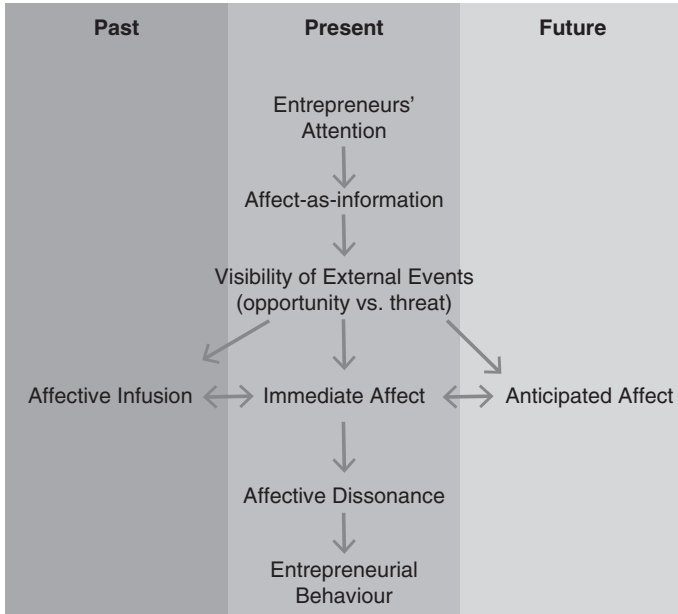 Past Present Future
Entrepreneurs'
Attention
Affect-as-information
Visibility of External Events
(opportunity vs. threat)
Affective Infusion Immediate Affect Anticipated Affect
Affective Dissonance
Entrepreneurial
Behaviour